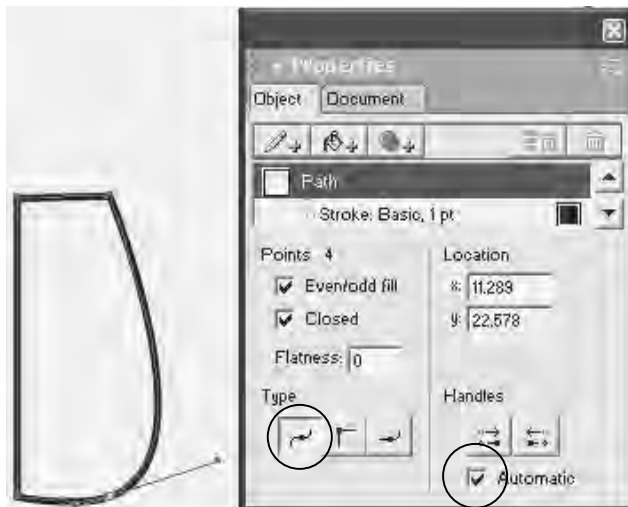 Properties
Object Document
Path
Stroke: Basic, 1 pt
Points 4
Even/odd fill
Closed
Flatness: 0
Location
x: 11.289
y: 22.578
Type
Handles
Automatic